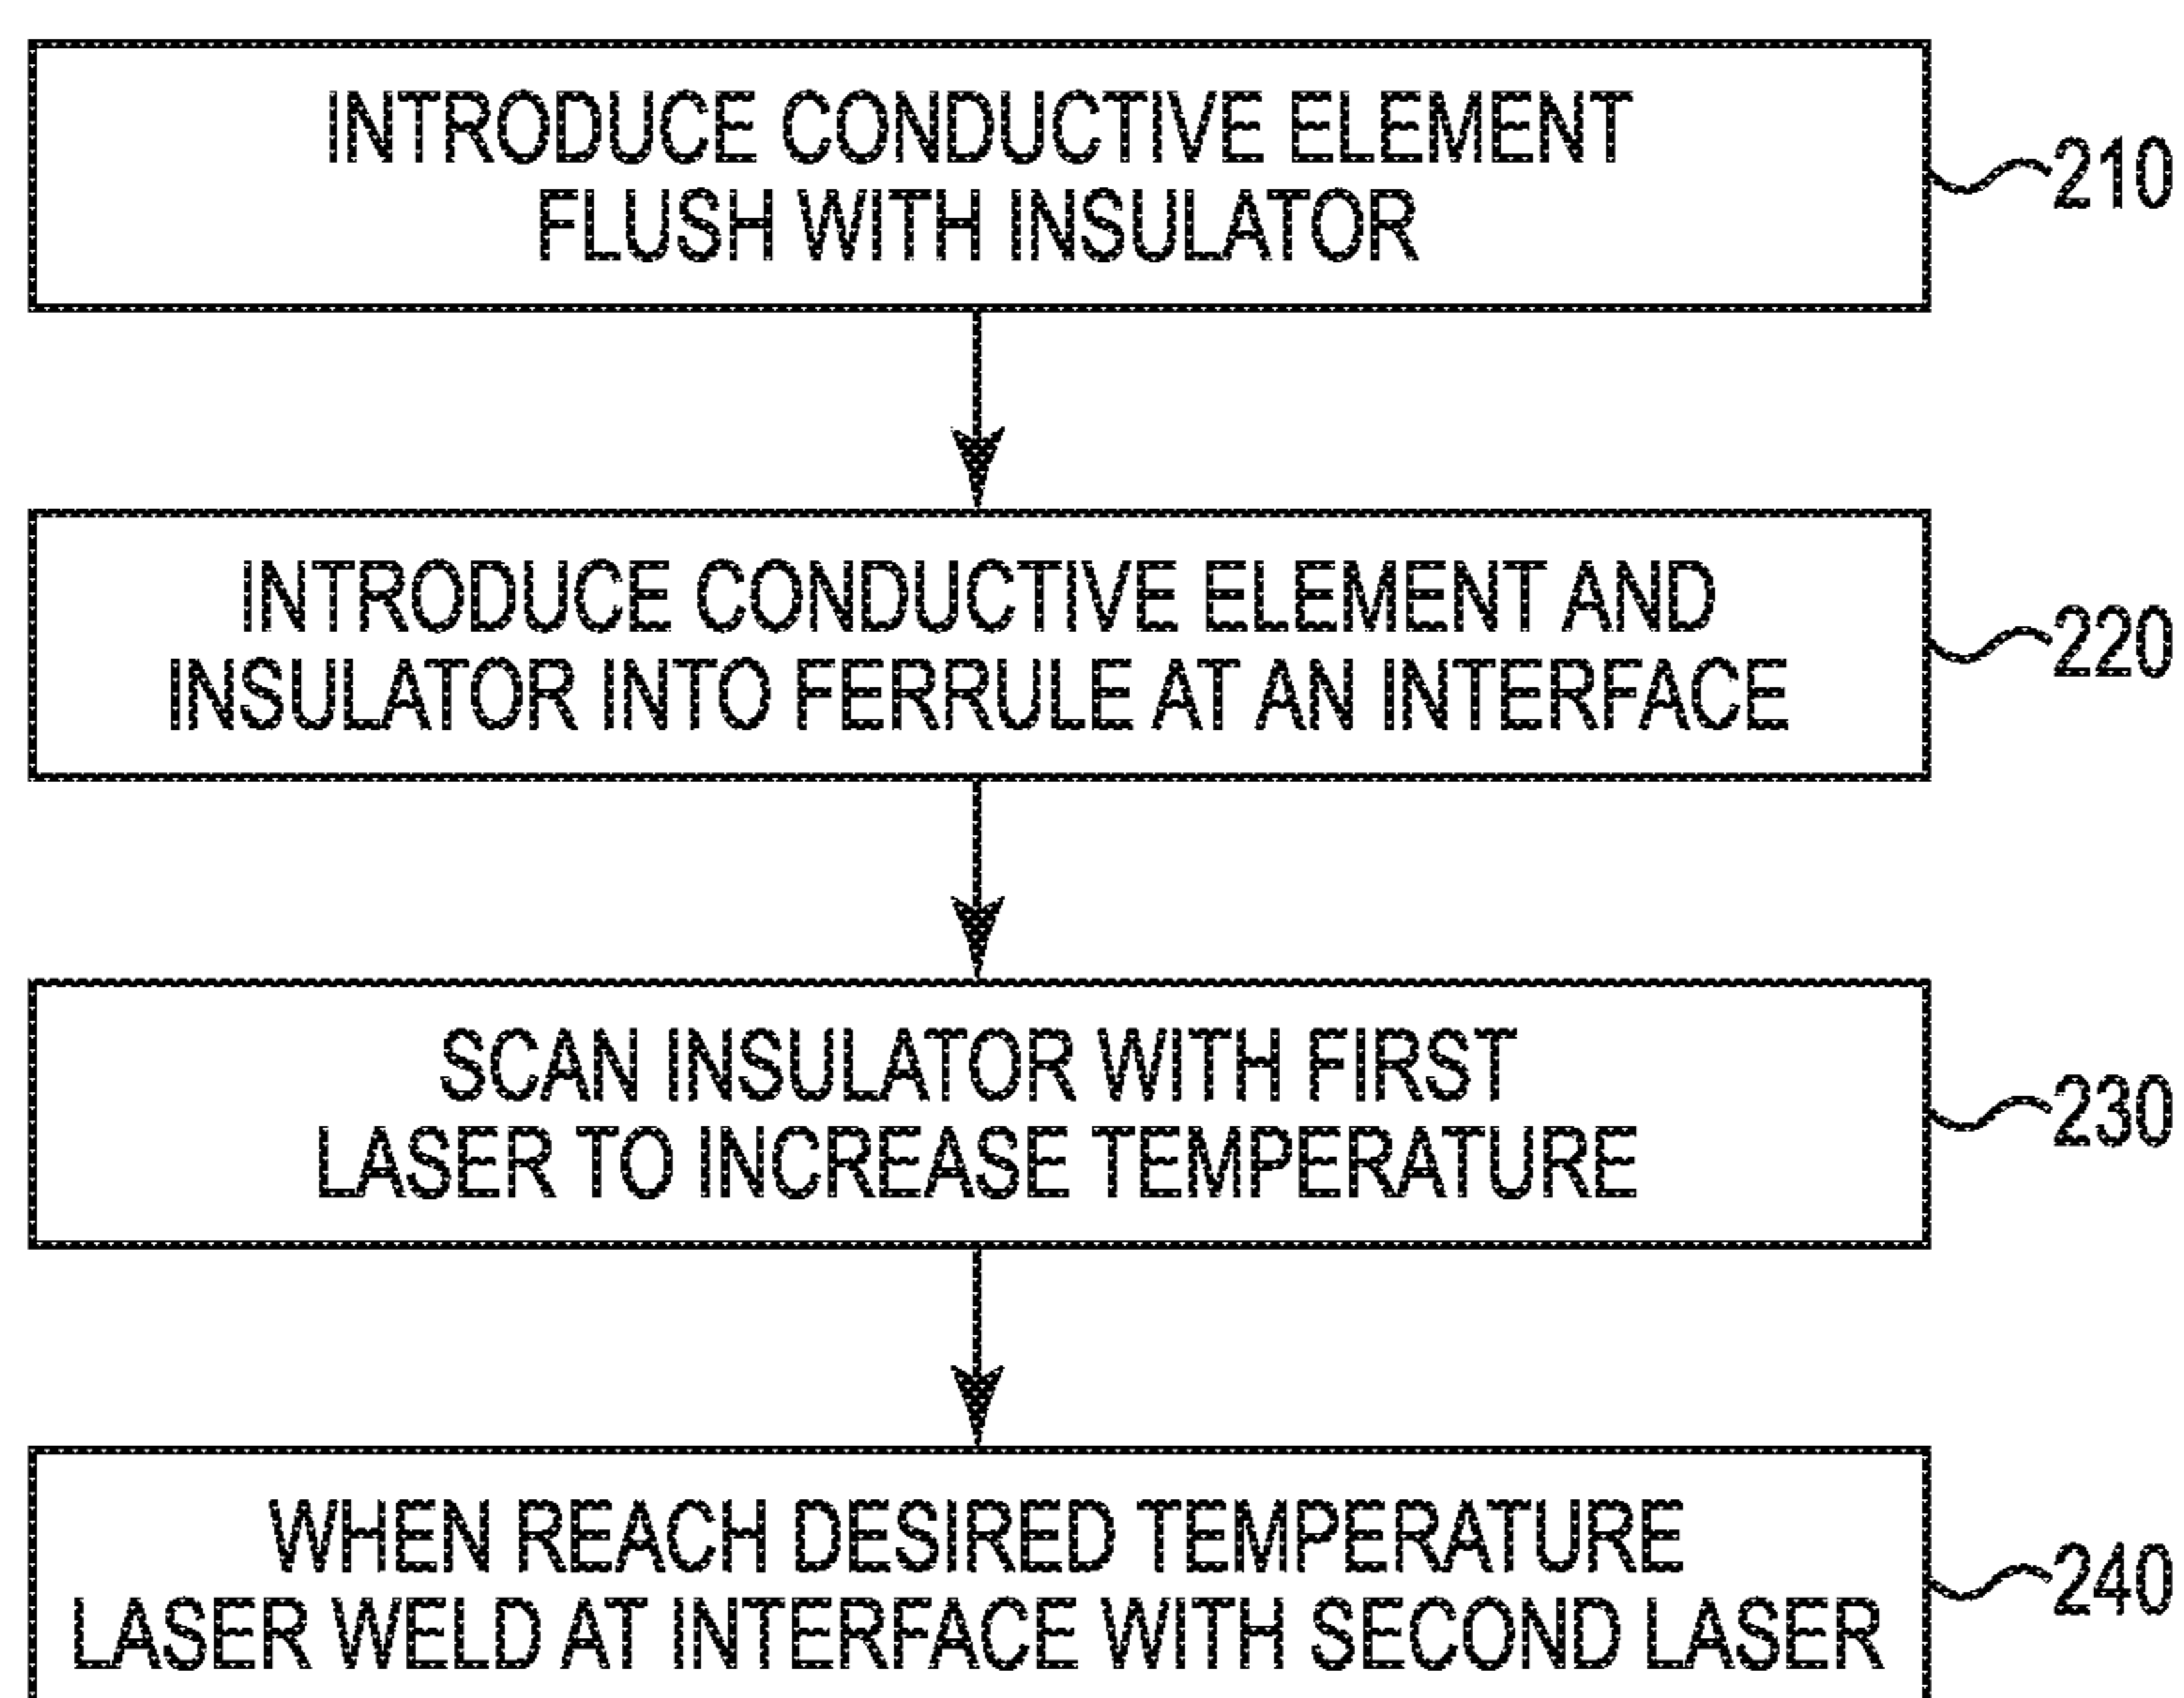 INTRODUCE CONDUCTIVE ELEMENT
FLUSH WITH INSULATOR
210
INTRODUCE CONDUCTIVE ELEMENT AND
INSULATOR INTO FERRULE AT AN INTERFACE
220
SCAN INSULATOR WITH FIRST
LASER TO INCREASE TEMPERATURE
230
WHEN REACH DESIRED TEMPERATURE
LASER WELD AT INTERFACE WITH SECOND LASER
240